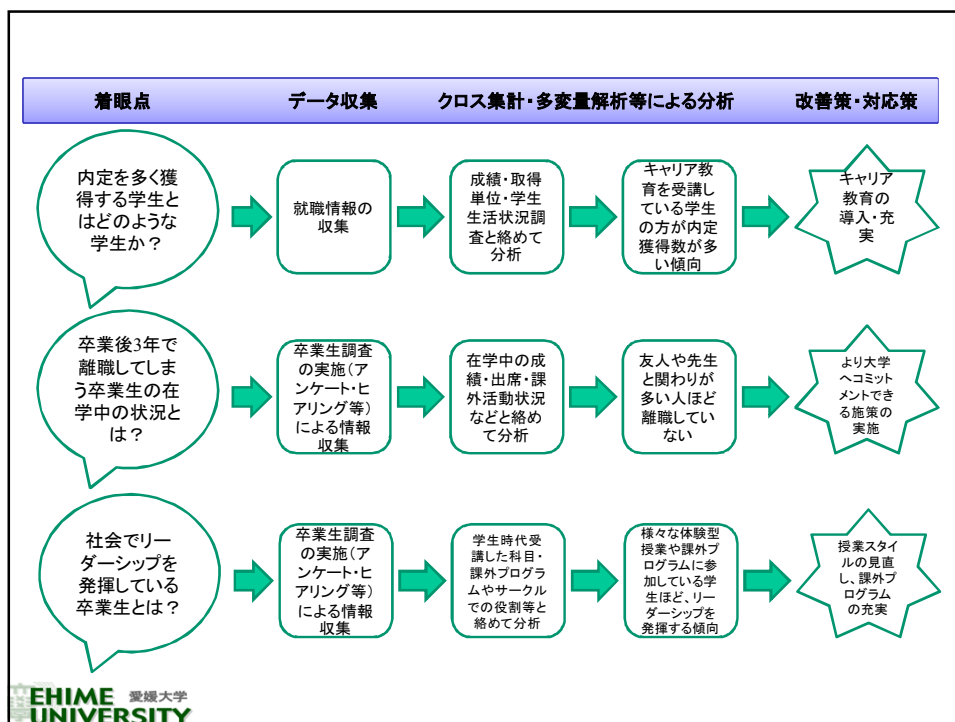 着眼点
データ収集
クロス集計・多変量解析等による分析
改善策・対応策
内定を多く獲
得する学生と
はどのような
学生か？
就職情報の
収集
成績・取得
単位・学生
生活状況調
査と絡めて
分析
キャリア教
育を受講し
ている学生
の方が内定
獲得数が多
い傾向
キャリア
教育の
導入・充
実
卒業後3年で
離職してしま
う卒業生の在
学中の状況と
は？
卒業生調査
の実施（ア
ンケート・ヒ
アリング等）
による情報
収集
在学中の成
績・出席・課
外活動状況
などと絡め
て分析
友人や先生
と関わりが
多い人ほど
離職してい
ない
より大学
へコミット
メントでき
る施策の
実施
社会でリー
ダーシップを
発揮している
卒業生とは？
卒業生調査
の実施（ア
ンケート・ヒ
アリング等）
による情報
収集
学生時代受
講した科目・
課外プログラ
ムやサークル
での役割等と
絡めて分析
様々な体験型
授業や課外プ
ログラムに参
加している学
生ほど、リー
ダーシップを
発揮する傾向
授業スタイ
ルの見直
し、課外プ
ログラム
の充実
EHIME 愛媛大学
UNIVERSITY